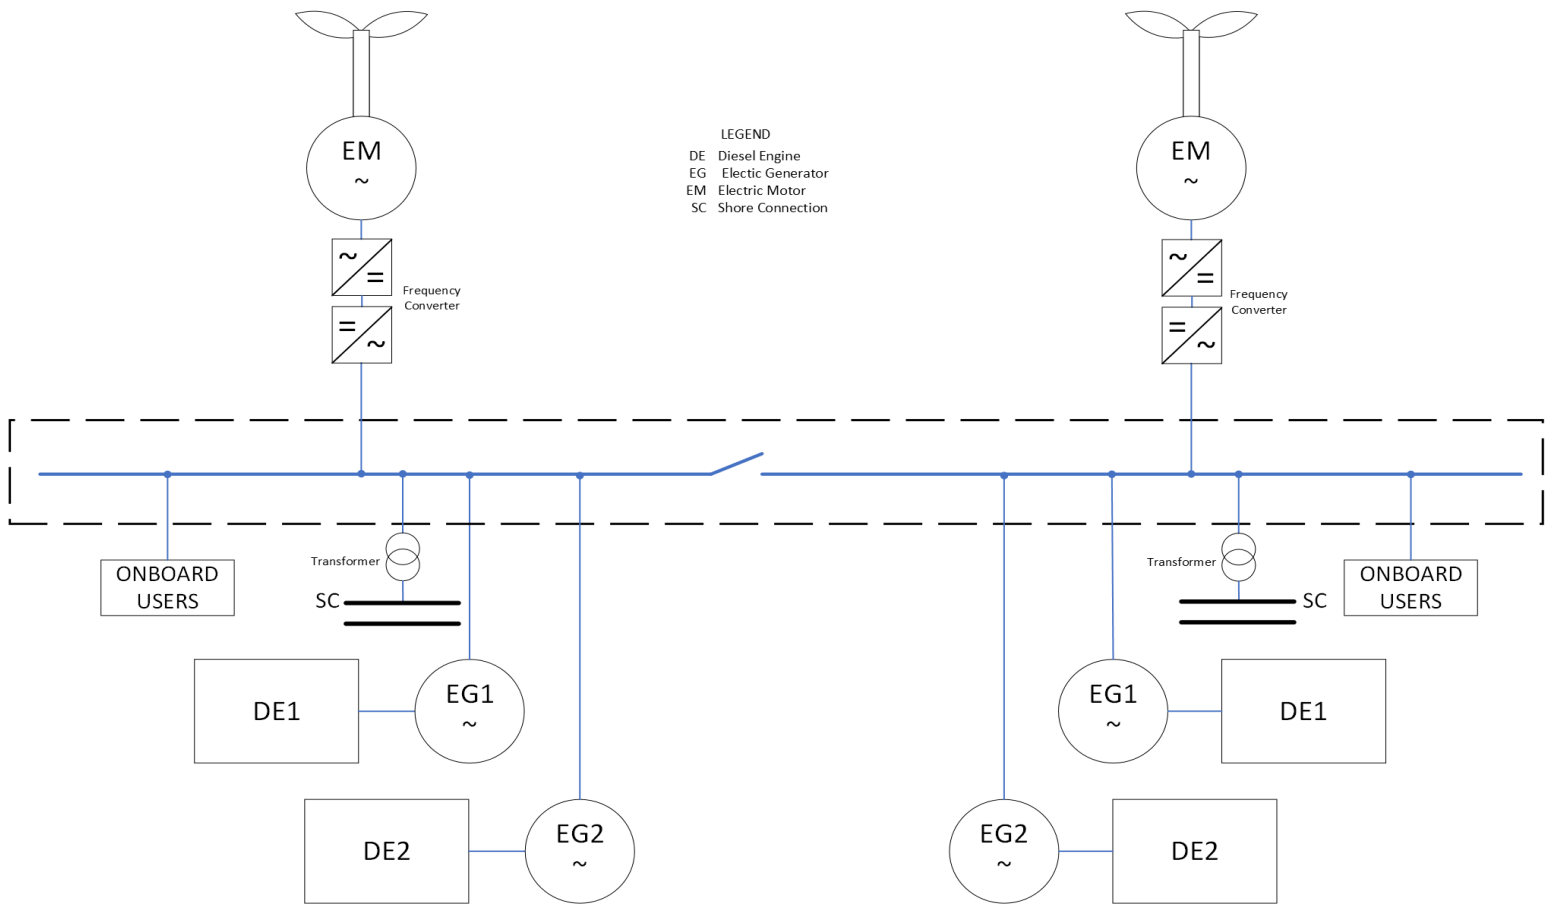 EM
~
EM
~
LEGEND
DE Diesel Engine
EG Electic Generator
EM Electric Motor
SC Shore Connection
~
=
Frequency
Converter
=
~
~
=
Frequency
Converter
=
~
Transformer
ONBOARD
USERS
SC
Transformer
SC
ONBOARD
USERS
DE1
EG1
~
EG1
~
DE1
DE2
EG2
~
EG2
~
DE2